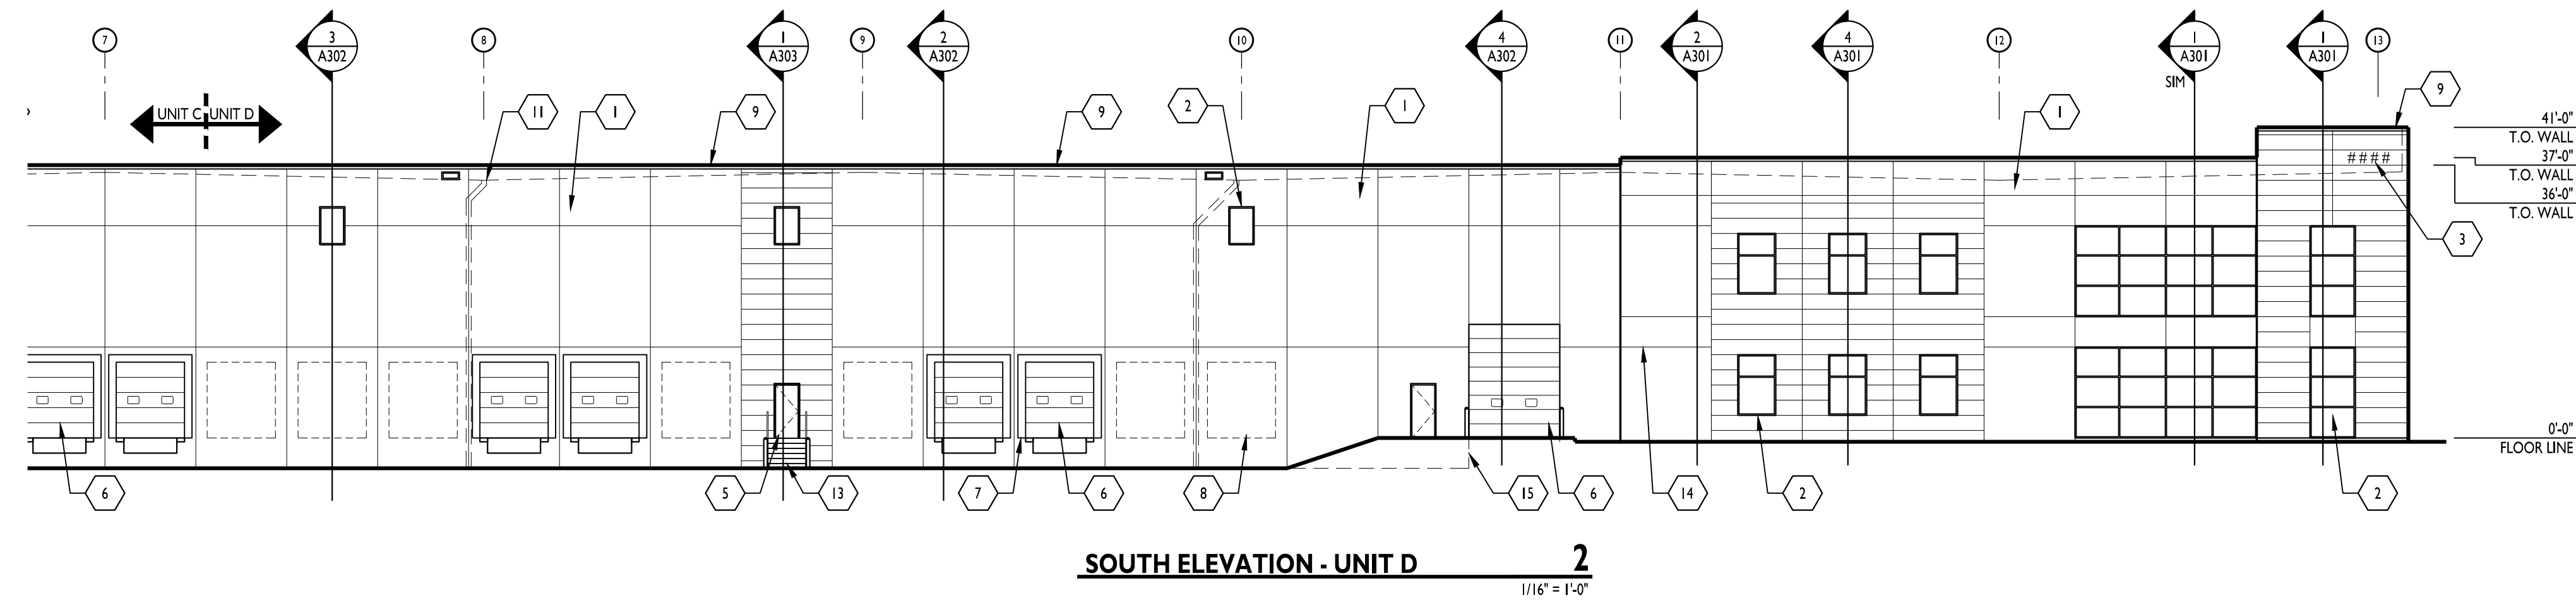 7
3
A302
8
1
A303
9
2
A302
10
4
A302
11
2
A301
4
A301
12
1
A301
SIM
1
A301
13
UNIT C
UNIT D
11
1
9
9
2
1
1
9
####
3
41'-0"
T.O. WALL
37'-0"
T.O. WALL
36'-0"
T.O. WALL
0'-0"
FLOOR LINE
6
5
13
7
6
8
15
6
14
2
2
SOUTH ELEVATION - UNIT D
2
1/16" = 1'-0"